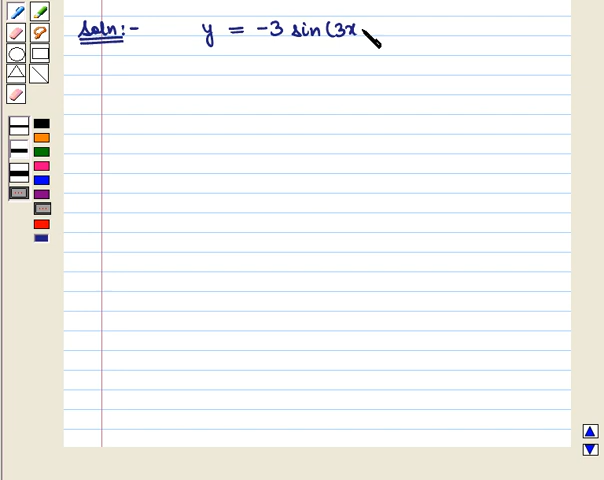 Soln:- y = -3 sin(3x